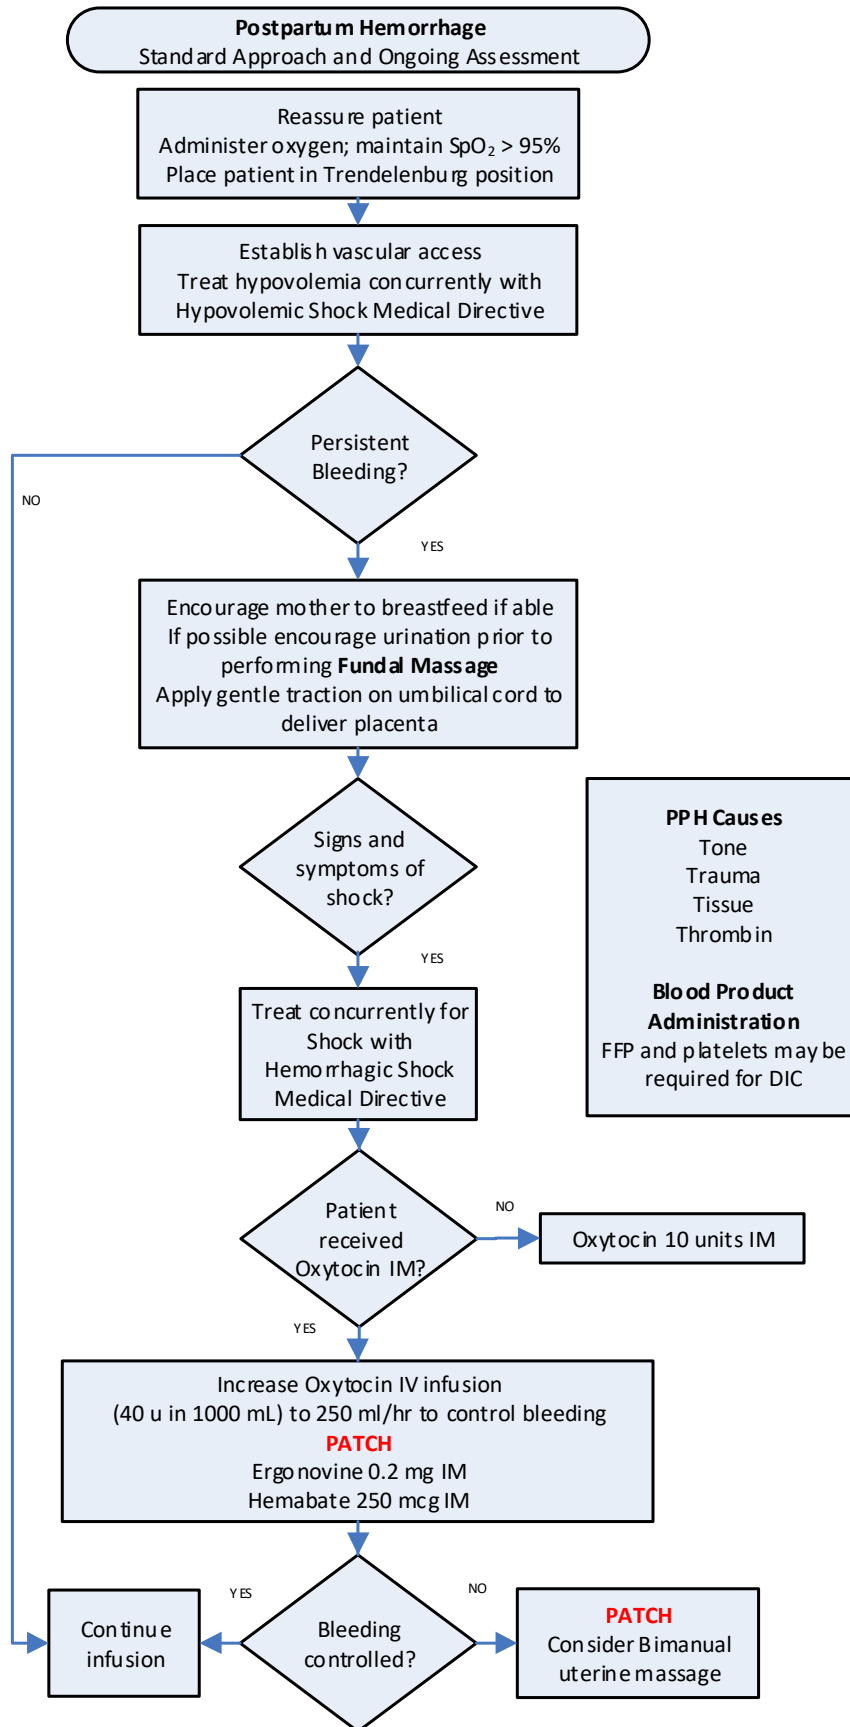 Postpartum Hemorrhage
Standard Approach and Ongoing Assessment
Reassure patient
Administer oxygen; maintain SpO₂ > 95%
Place patient in Trendelenburg position
Establish vascular access
Treat hypovolemia concurrently with
Hypovolemic Shock Medical Directive
Persistent
Bleeding?
NO
YES
Encourage mother to breastfeed if able
If possible encourage urination prior to
performing Fundal Massage
Apply gentle traction on umbilical cord to
deliver placenta
Signs and
symptoms of
shock?
PPH Causes
Tone
Trauma
Tissue
Thrombin
Blood Product
Administration
FFP and platelets may be
required for DIC
YES
Treat concurrently for
Shock with
Hemorrhagic Shock
Medical Directive
Patient
received
Oxytocin IM?
NO
Oxytocin 10 units IM
YES
Increase Oxytocin IV infusion
(40 u in 1000 mL) to 250 ml/hr to control bleeding
PATCH
Ergonovine 0.2 mg IM
Hemabate 250 mcg IM
Bleeding
controlled?
YES
Continue
infusion
NO
PATCH
Consider Bimanual
uterine massage